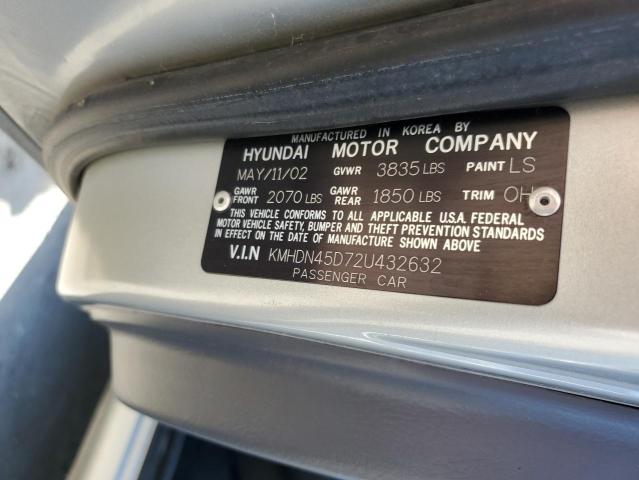 MANUFACTURED IN KOREA BY
HYUNDAI MOTOR COMPANY
MAY/11/02 GVWR 3835 LBS PAINT LS
GAWR FRONT 2070 LBS GAWR REAR 1850 LBS TRIM OH
THIS VEHICLE CONFORMS TO ALL APPLICABLE U.S.A. FEDERAL
MOTOR VEHICLE SAFETY, BUMPER AND THEFT PREVENTION STANDARDS
IN EFFECT ON THE DATE OF MANUFACTURE SHOWN ABOVE
V.I.N KMHDN45D72U432632
PASSENGER CAR